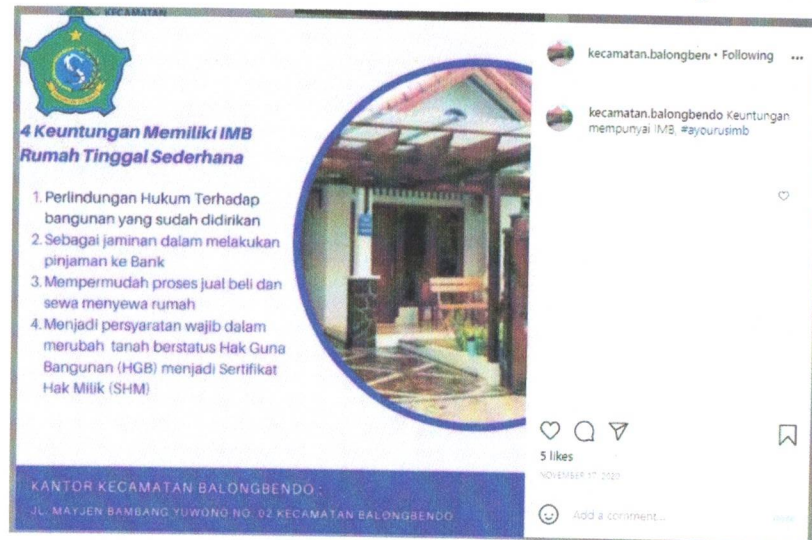 KECAMATAN
4 Keuntungan Memiliki IMB
Rumah Tinggal Sederhana
1. Perlindungan Hukum Terhadap
bangunan yang sudah didirikan
2. Sebagai jaminan dalam melakukan
pinjaman ke Bank
3. Mempermudah proses jual beli dan
sewa menyewa rumah
4. Menjadi persyaratan wajib dalam
merubah tanah berstatus Hak Guna
Bangunan (HGB) menjadi Sertifikat
Hak Milik (SHM)
KANTOR KECAMATAN BALONGBENDO :
JL. MAYJEN BAMBANG YUWONO NO. 02 KECAMATAN BALONGBENDO
kecamatan.balongben • Following
kecamatan.balongbendo Keuntungan
mempunyai IMB, #ayourusimb
5 likes
NOVEMBER 17, 2020
Add a comment...